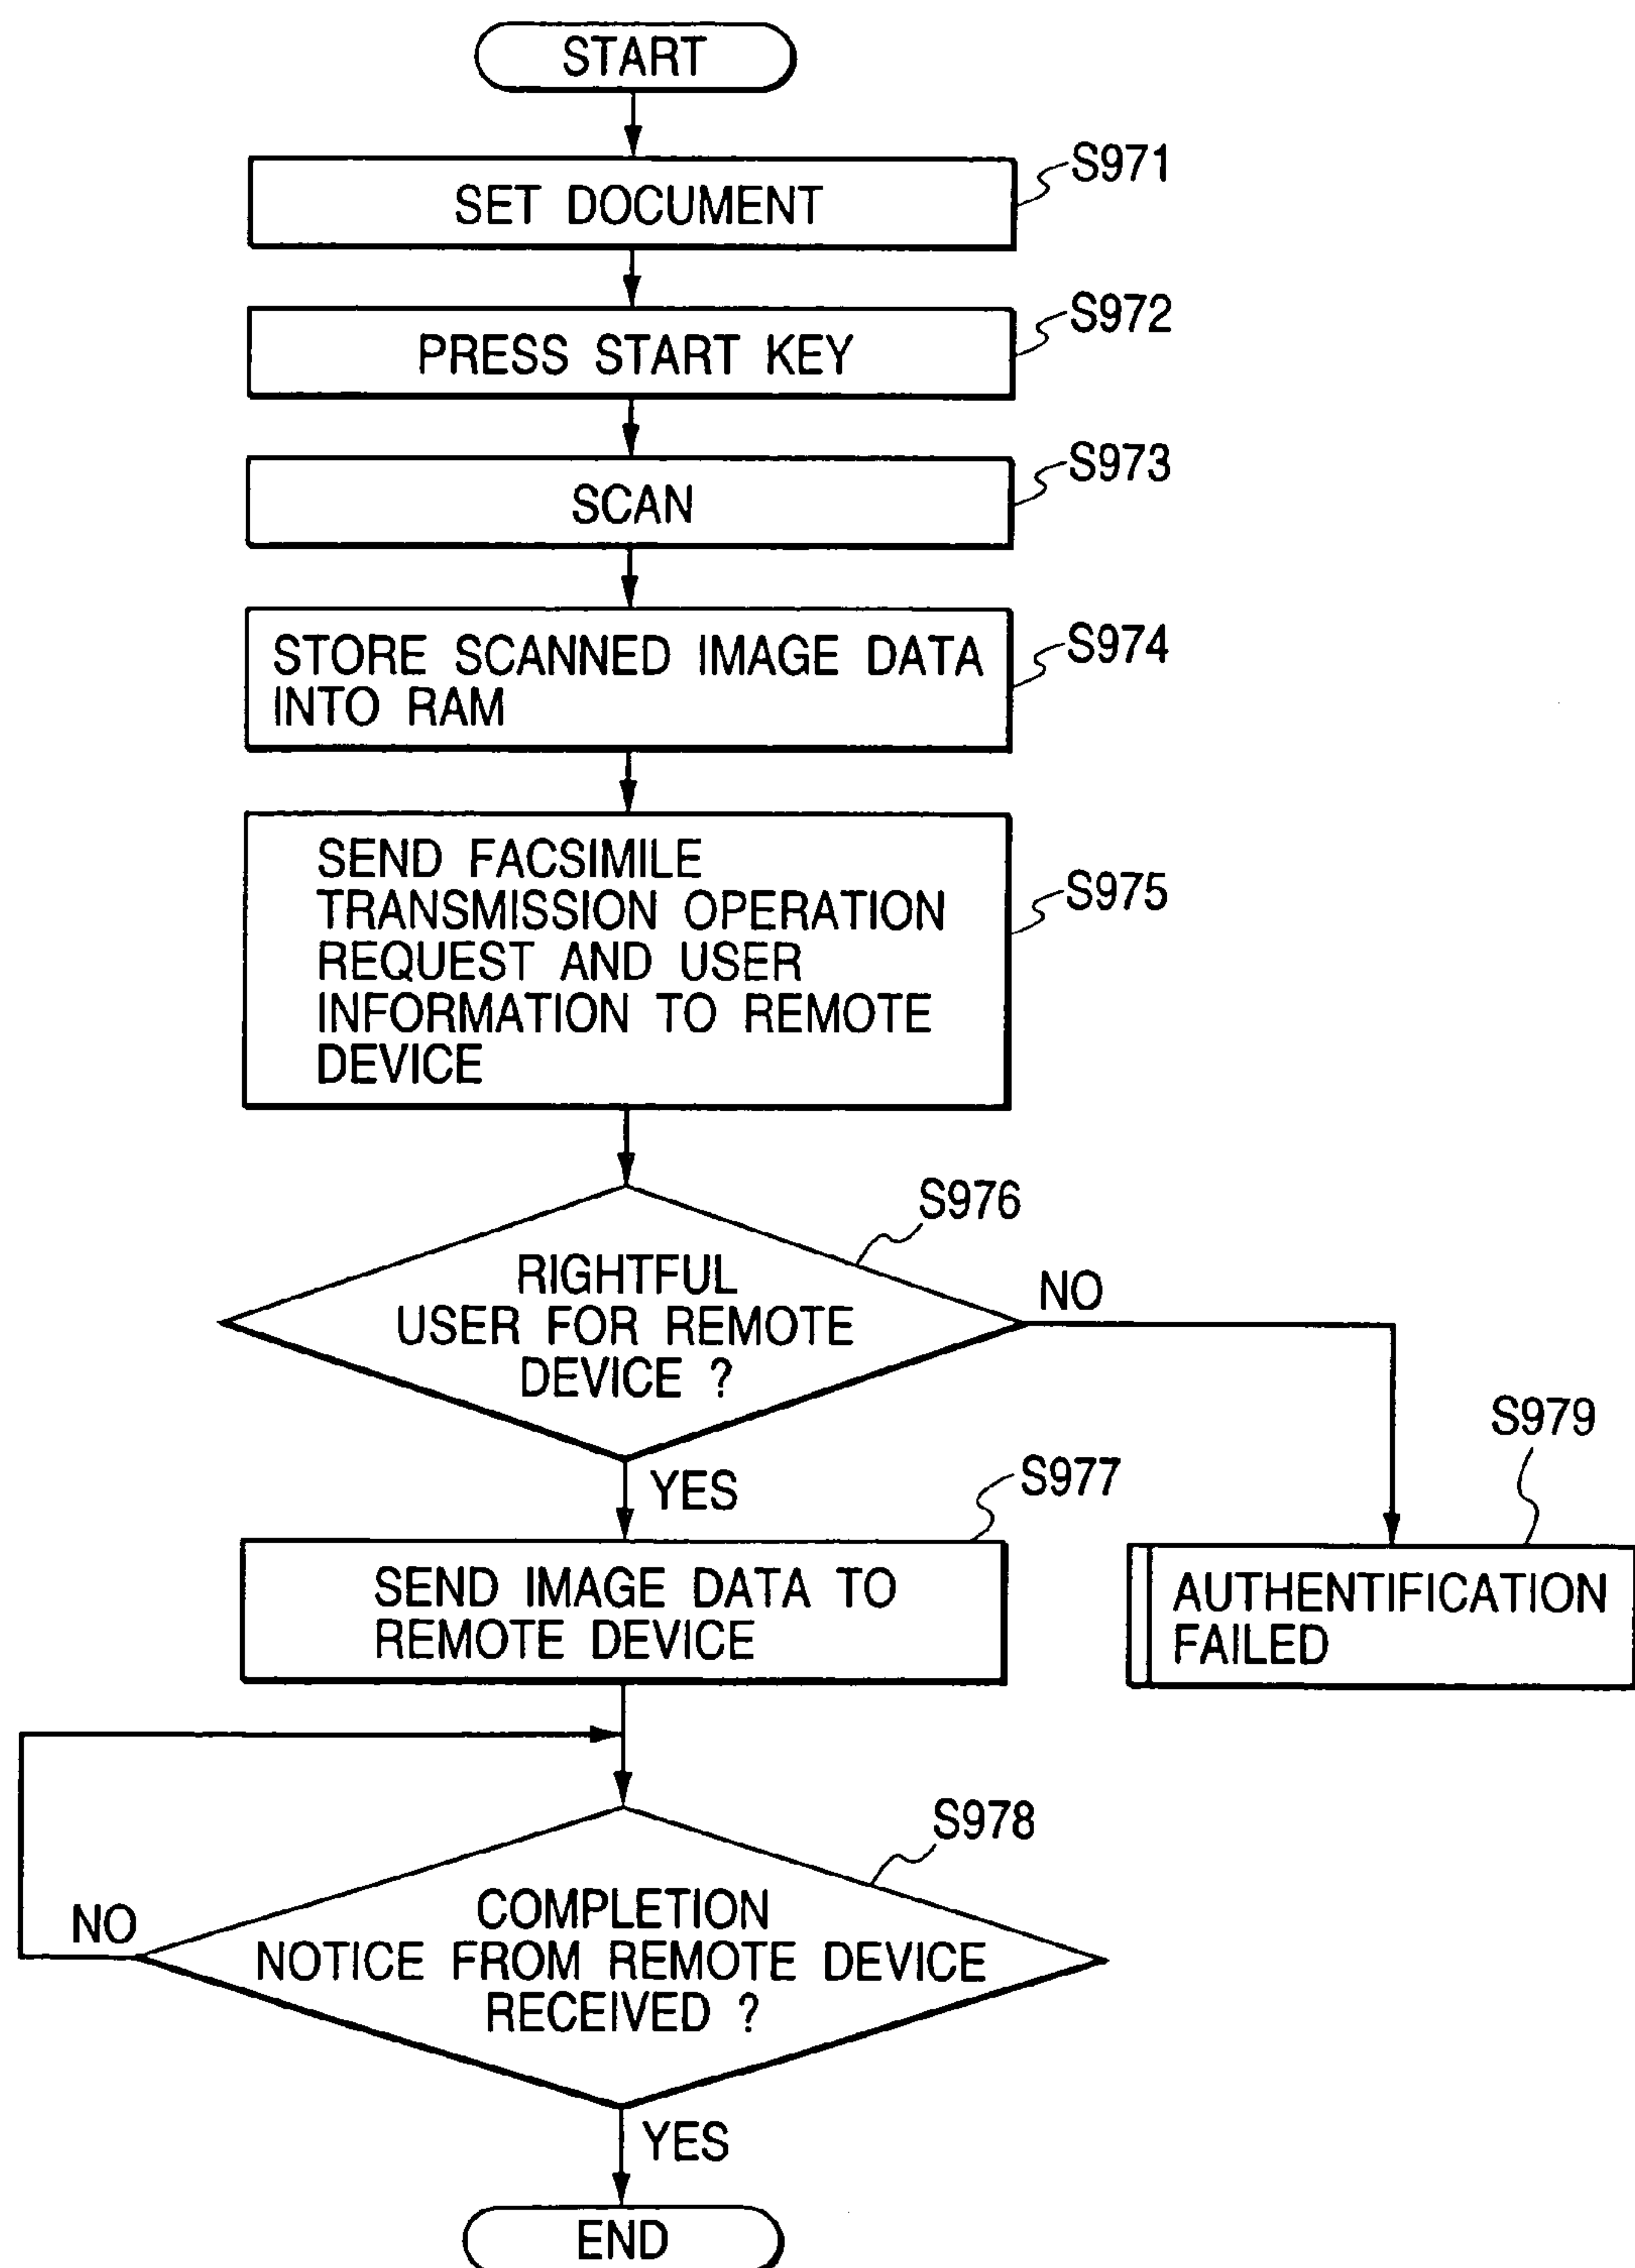 START
S971
SET DOCUMENT
S972
PRESS START KEY
S973
SCAN
S974
STORE SCANNED IMAGE DATA
INTO RAM
S975
SEND FACSIMILE
TRANSMISSION OPERATION
REQUEST AND USER
INFORMATION TO REMOTE
DEVICE
S976
RIGHTFUL
USER FOR REMOTE
DEVICE ?
NO
YES
S977
SEND IMAGE DATA TO
REMOTE DEVICE
S979
AUTHENTIFICATION
FAILED
S978
COMPLETION
NOTICE FROM REMOTE DEVICE
RECEIVED ?
NO
YES
END